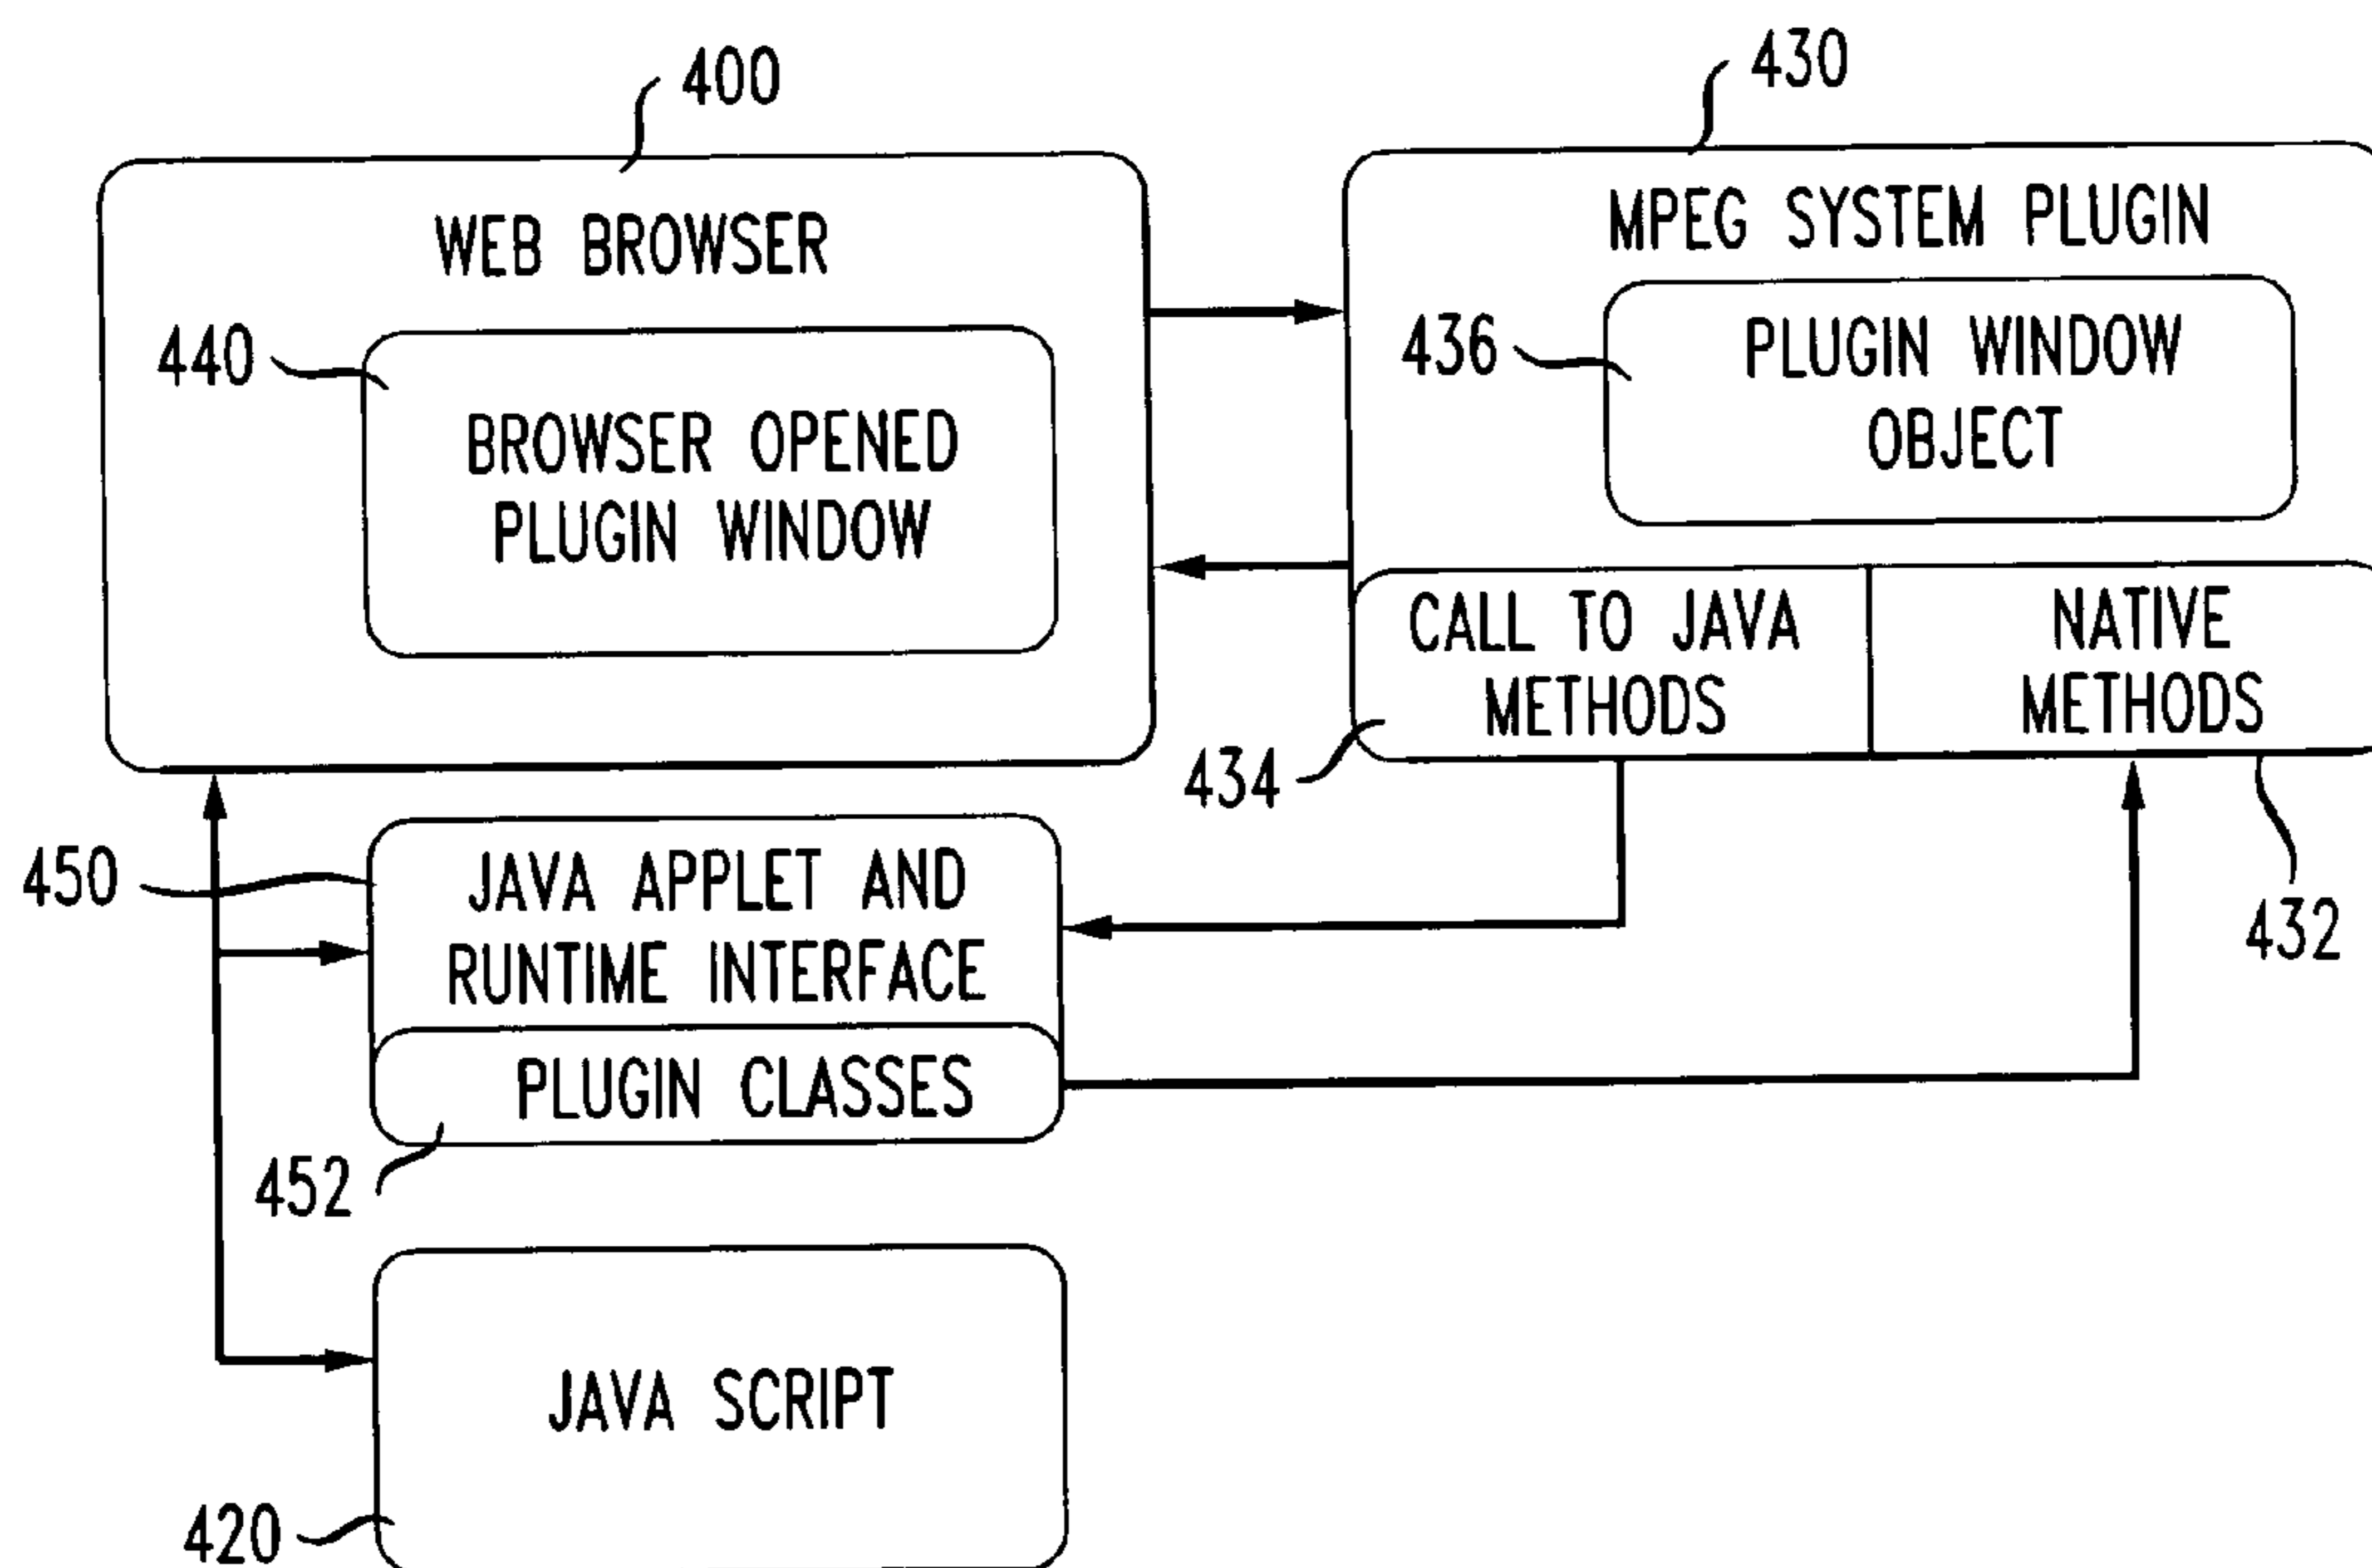 400
430
WEB BROWSER
MPEG SYSTEM PLUGIN
440
BROWSER OPENED
PLUGIN WINDOW
436
PLUGIN WINDOW
OBJECT
CALL TO JAVA
METHODS
NATIVE
METHODS
434
432
450
JAVA APPLET AND
RUNTIME INTERFACE
PLUGIN CLASSES
452
JAVA SCRIPT
420